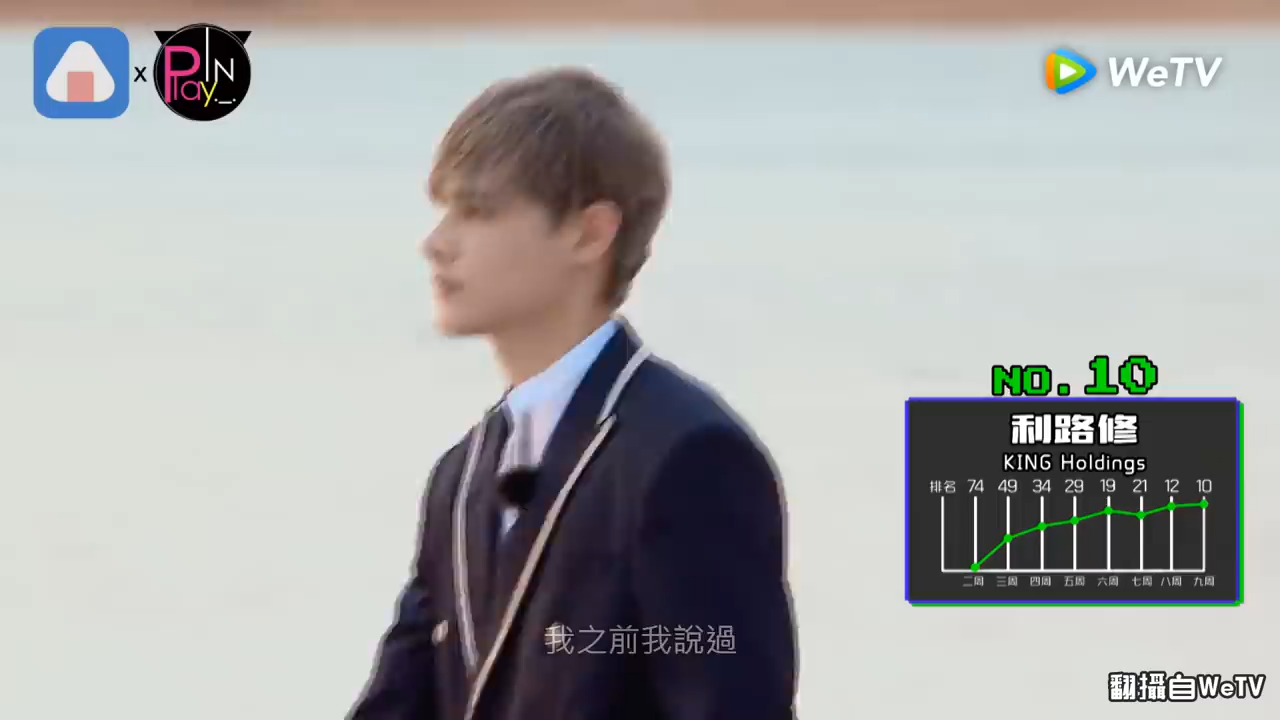 x
Play IN
WeTV
NO.10
利路修
KING Holdings
排名 74 49 34 29 19 21 12 10
二周 三周 四周 五周 六周 七周 八周 九周
我之前我說過
翻攝自WeTV